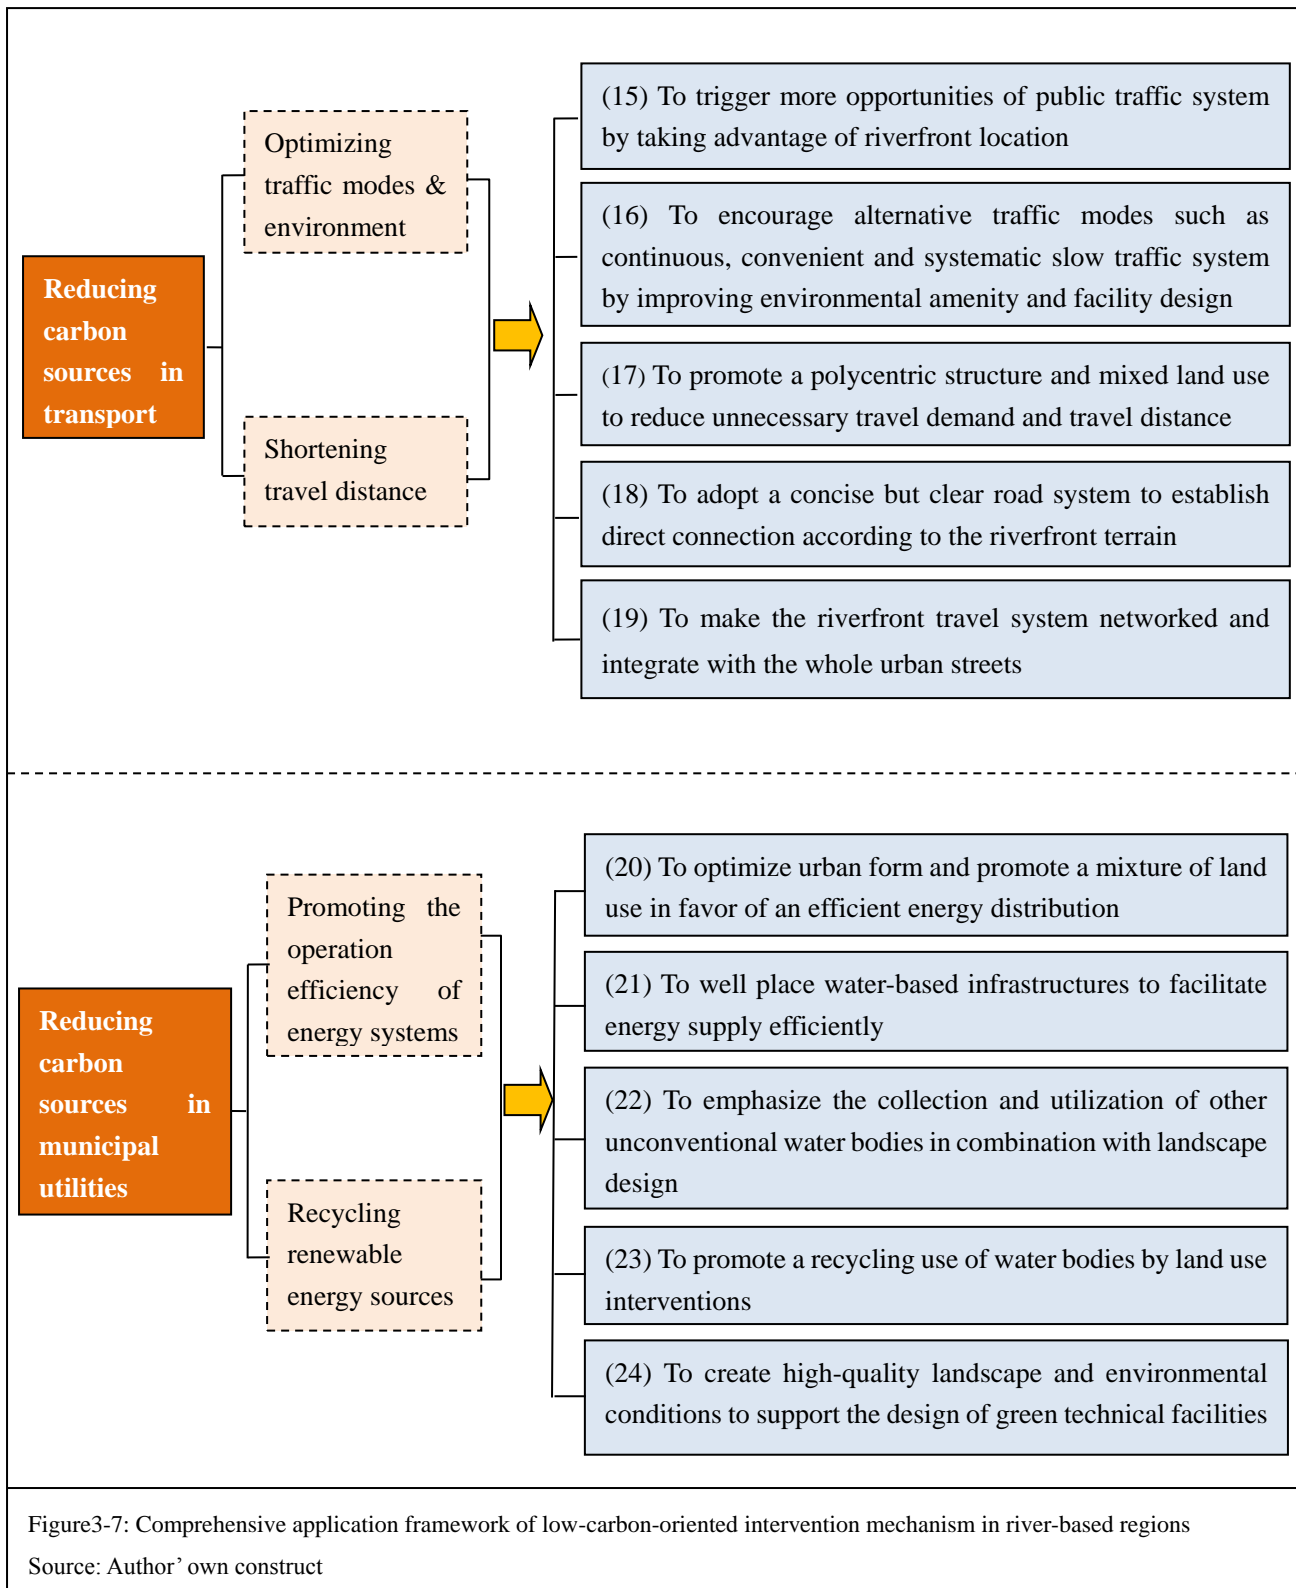 Reducing
carbon
sources in
transport
Optimizing
traffic modes &
environment
Shortening
travel distance
(15) To trigger more opportunities of public traffic system
by taking advantage of riverfront location
(16) To encourage alternative traffic modes such as
continuous, convenient and systematic slow traffic system
by improving environmental amenity and facility design
(17) To promote a polycentric structure and mixed land use
to reduce unnecessary travel demand and travel distance
(18) To adopt a concise but clear road system to establish
direct connection according to the riverfront terrain
(19) To make the riverfront travel system networked and
integrate with the whole urban streets
Reducing
carbon
sources in
municipal
utilities
Promoting the
operation
efficiency of
energy systems
Recycling
renewable
energy sources
(20) To optimize urban form and promote a mixture of land
use in favor of an efficient energy distribution
(21) To well place water-based infrastructures to facilitate
energy supply efficiently
(22) To emphasize the collection and utilization of other
unconventional water bodies in combination with landscape
design
(23) To promote a recycling use of water bodies by land use
interventions
(24) To create high-quality landscape and environmental
conditions to support the design of green technical facilities
Figure3-7: Comprehensive application framework of low-carbon-oriented intervention mechanism in river-based regions
Source: Author’ own construct